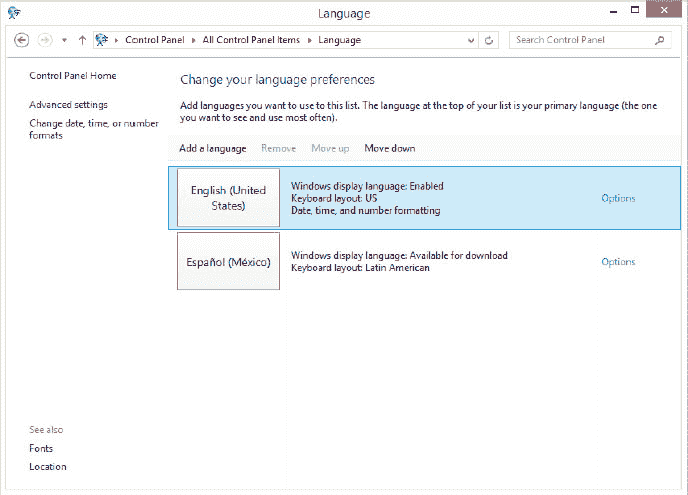 Language
Control Panel All Control Panel Items Language
Search Control Panel
Control Panel Home
Advanced settings
Change date, time, or number
formats
See also
Fonts
Location
Change your language preferences
Add languages you want to use to this list. The language at the top of your list is your primary language (the one
you want to see and use most often).
Add a language Remove Move up Move down
English (United
States)
Windows display language: Enabled
Keyboard layout: US
Date, time, and number formatting
Options
Español (México)
Windows display language: Available for download
Keyboard layout: Latin American
Options